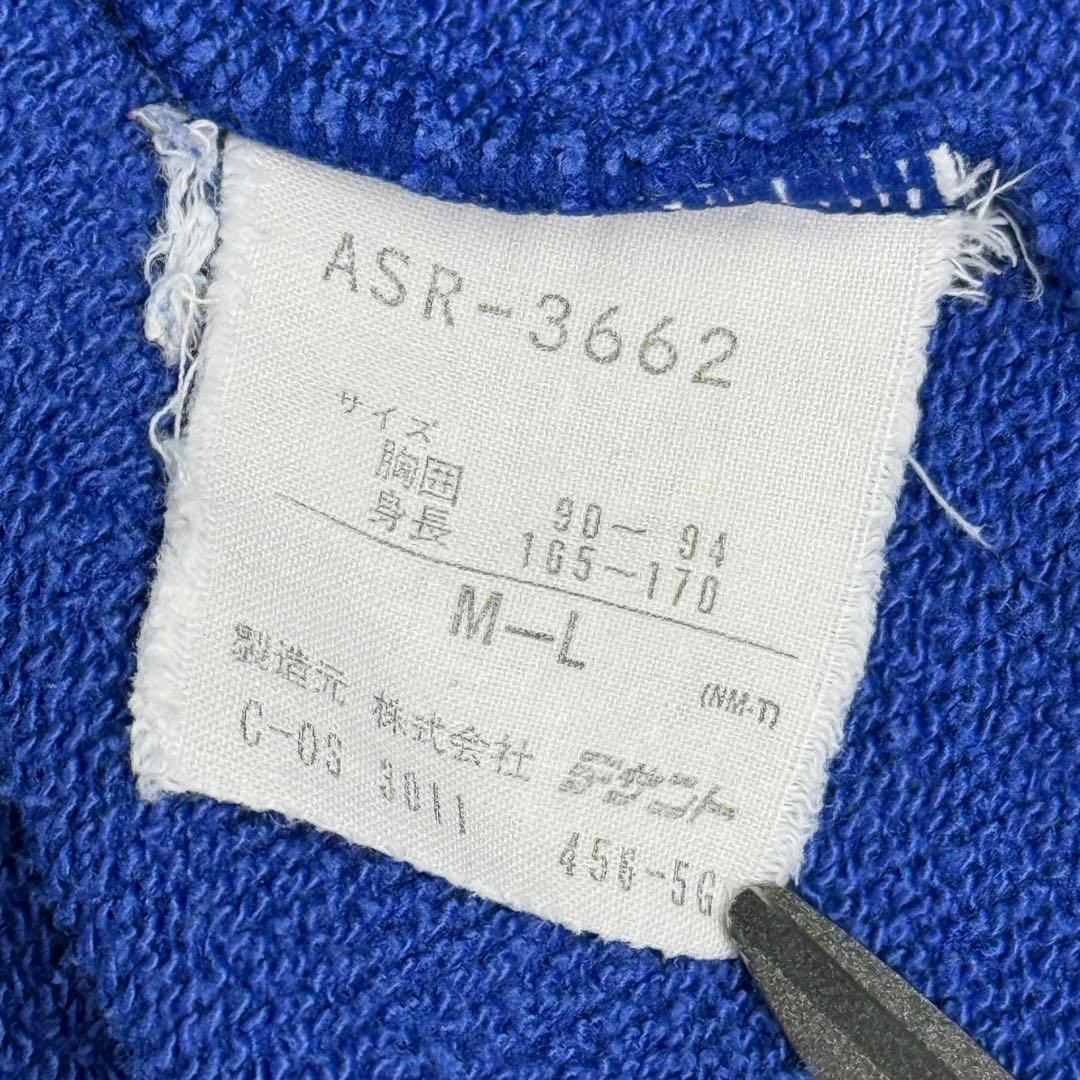 ASR-3662
サイズ
胸囲 90~94
身長 165~170
M-L
(NM-T)
製造元 株式会社 デサント
C-OS 3011 456-5G